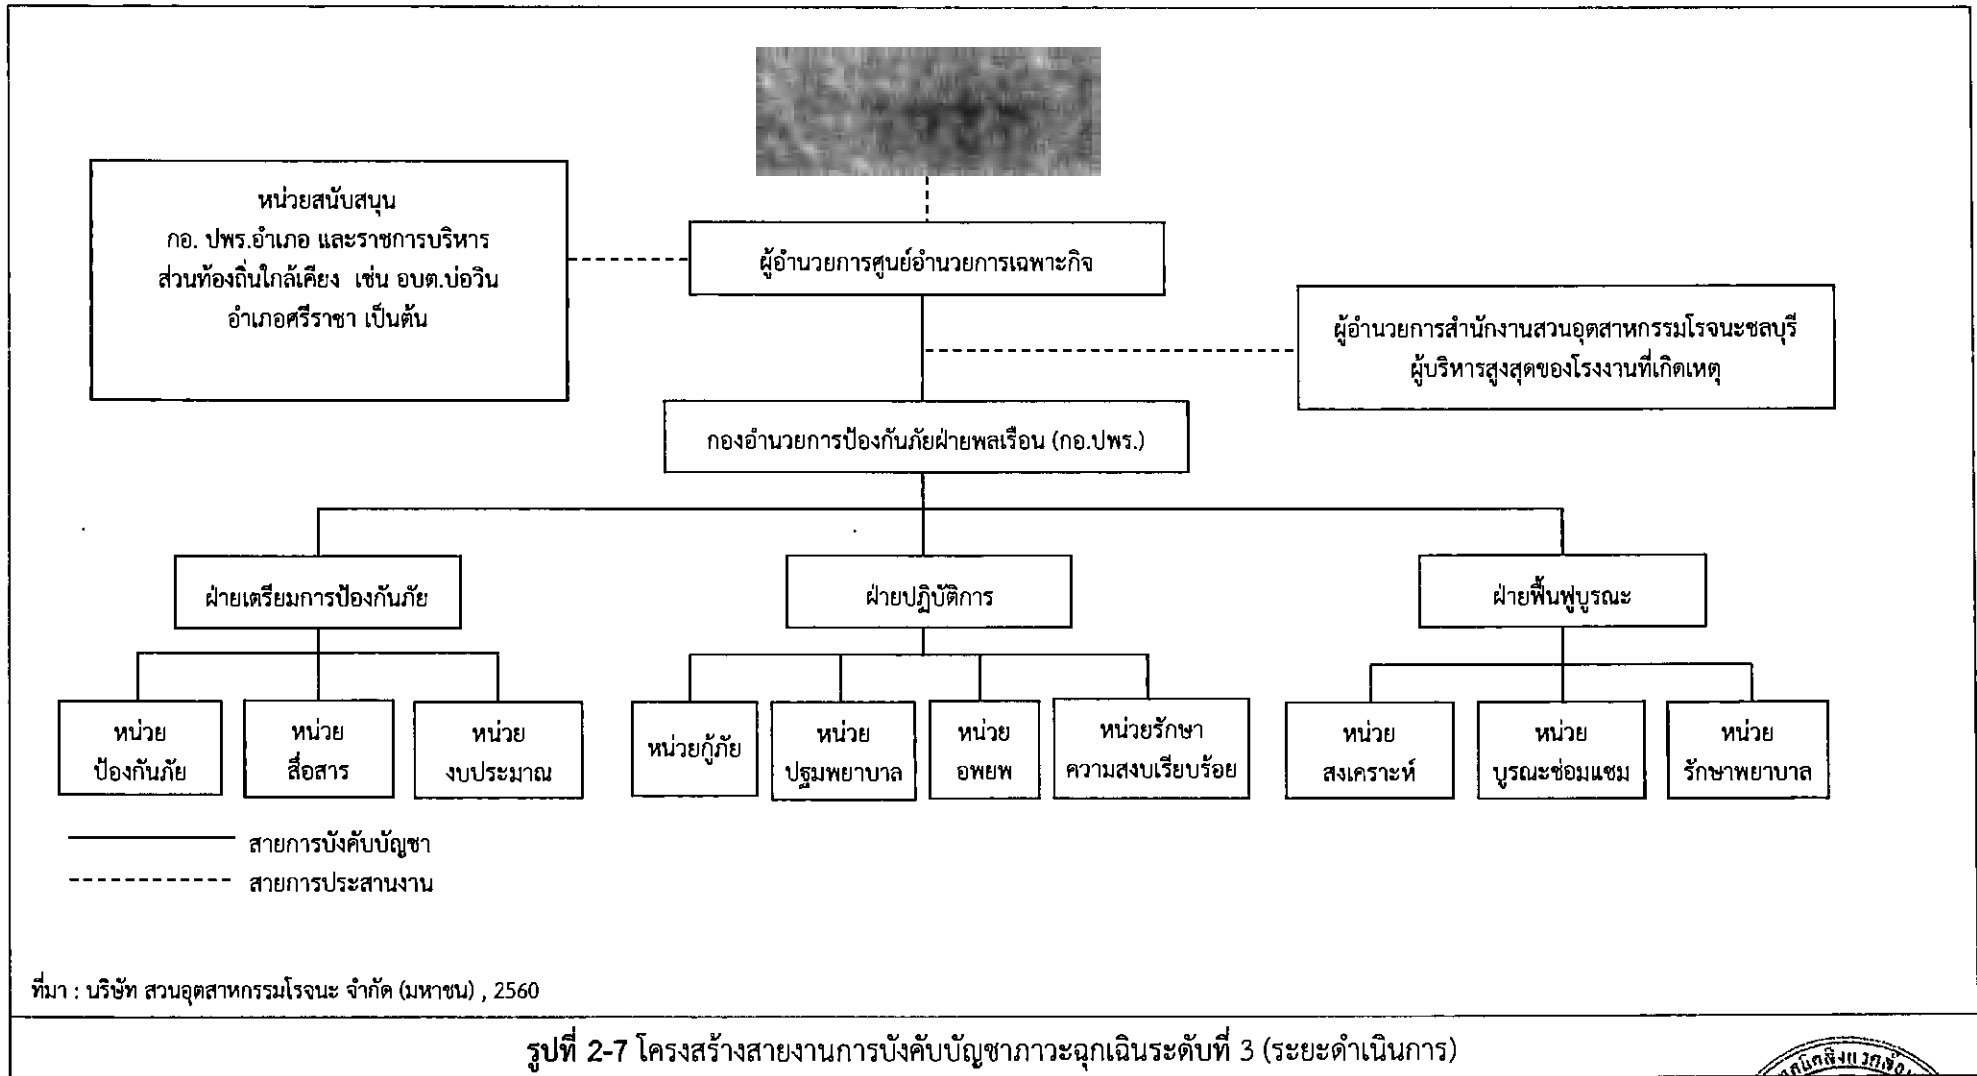 หน่วยสนับสนุน
กอ. ปพร.อำเภอ และราชการบริหาร
ส่วนท้องถิ่นใกล้เคียง เช่น อบต.บ่อวิน
อำเภอศรีราชา เป็นต้น
ผู้อำนวยการศูนย์อำนวยการเฉพาะกิจ
ผู้อำนวยการสำนักงานสวนอุตสาหกรรมโรจนะชลบุรี
ผู้บริหารสูงสุดของโรงงานที่เกิดเหตุ
กองอำนวยการป้องกันภัยฝ่ายพลเรือน (กอ.ปพร.)
ฝ่ายเตรียมการป้องกันภัย
ฝ่ายปฏิบัติการ
ฝ่ายฟื้นฟูบูรณะ
หน่วย
ป้องกันภัย
หน่วย
สื่อสาร
หน่วย
งบประมาณ
หน่วยกู้ภัย
หน่วย
ปฐมพยาบาล
หน่วย
อพยพ
หน่วยรักษา
ความสงบเรียบร้อย
หน่วย
สงเคราะห์
หน่วย
บูรณะซ่อมแซม
หน่วย
รักษาพยาบาล
สายการบังคับบัญชา
สายการประสานงาน
ที่มา : บริษัท สวนอุตสาหกรรมโรจนะ จำกัด (มหาชน) , 2560
รูปที่ 2-7 โครงสร้างสายงานการบังคับบัญชาภาวะฉุกเฉินระดับที่ 3 (ระยะดำเนินการ)